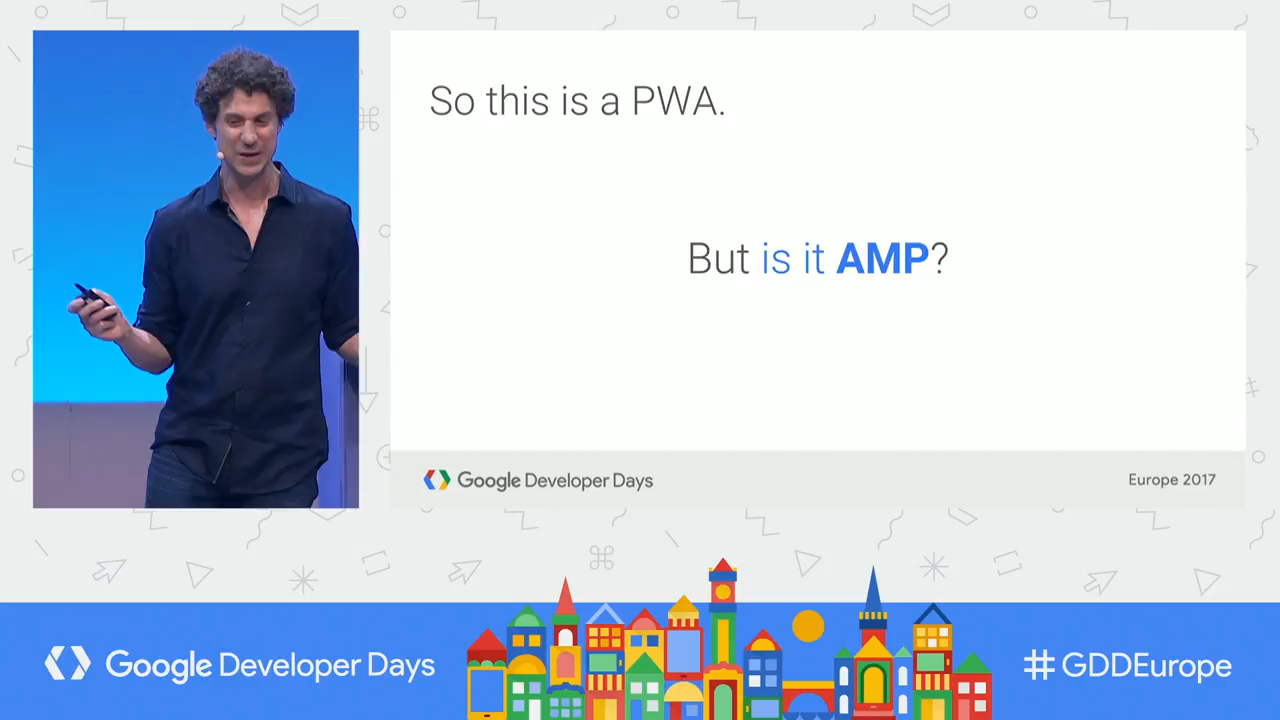 So this is a PWA.
But is it AMP?
Google Developer Days
Europe 2017
Google Developer Days
#GDDEurope